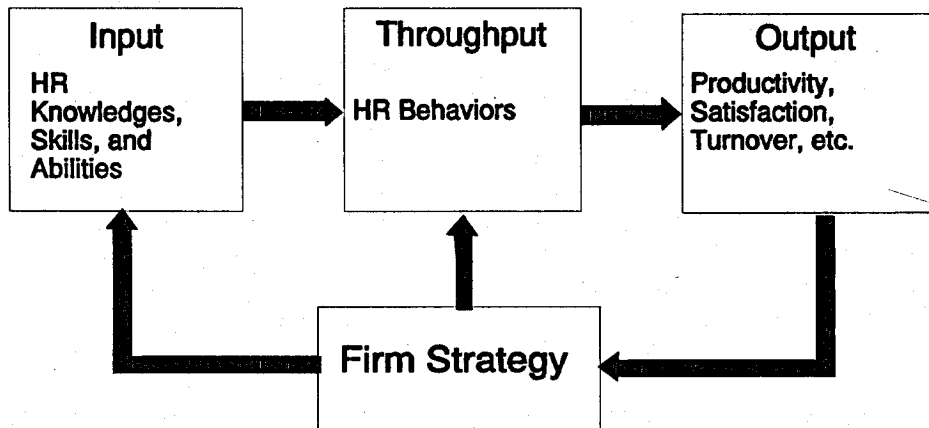 Input
HR
Knowledges,
Skills, and
Abilities
Throughput
HR Behaviors
Output
Productivity,
Satisfaction,
Turnover, etc.
Firm Strategy